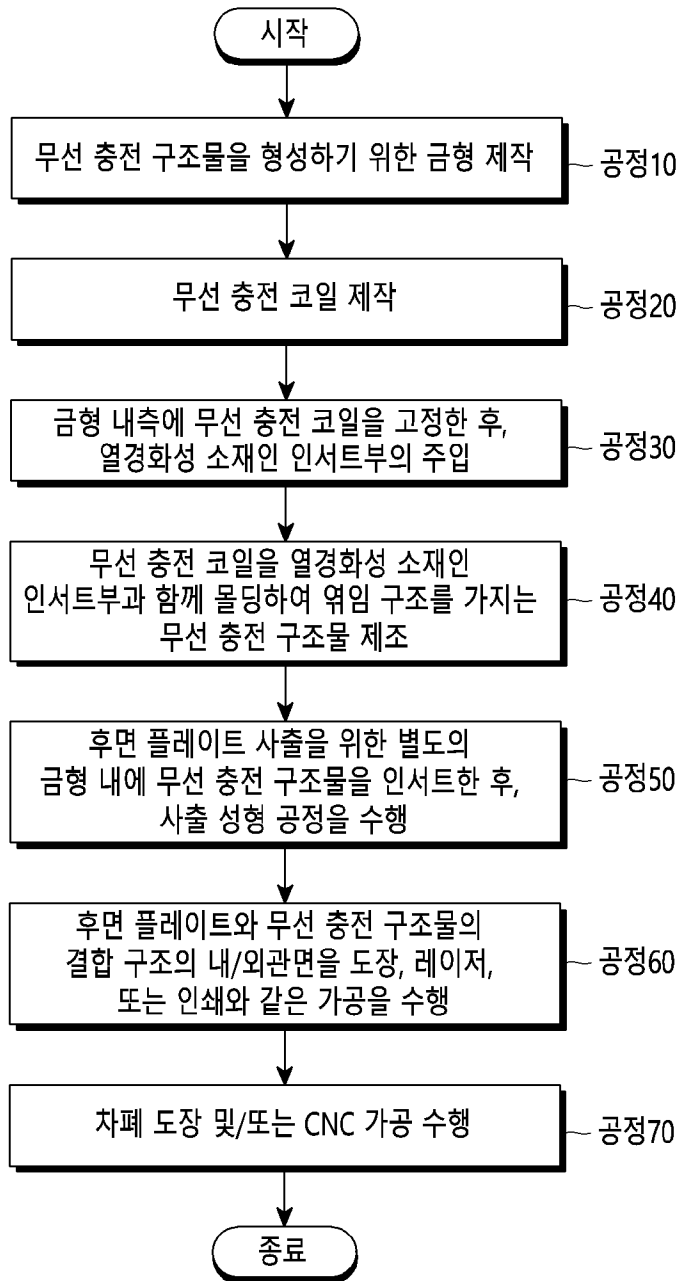 시작
무선 충전 구조물을 형성하기 위한 금형 제작
공정10
무선 충전 코일 제작
공정20
금형 내측에 무선 충전 코일을 고정한 후,
열경화성 소재인 인서트부의 주입
공정30
무선 충전 코일을 열경화성 소재인
인서트부과 함께 몰딩하여 엮임 구조를 가지는
무선 충전 구조물 제조
공정40
후면 플레이트 사출을 위한 별도의
금형 내에 무선 충전 구조물을 인서트한 후,
사출 성형 공정을 수행
공정50
후면 플레이트와 무선 충전 구조물의
결합 구조의 내/외관면을 도장, 레이저,
또는 인쇄와 같은 가공을 수행
공정60
차폐 도장 및/또는 CNC 가공 수행
공정70
종료